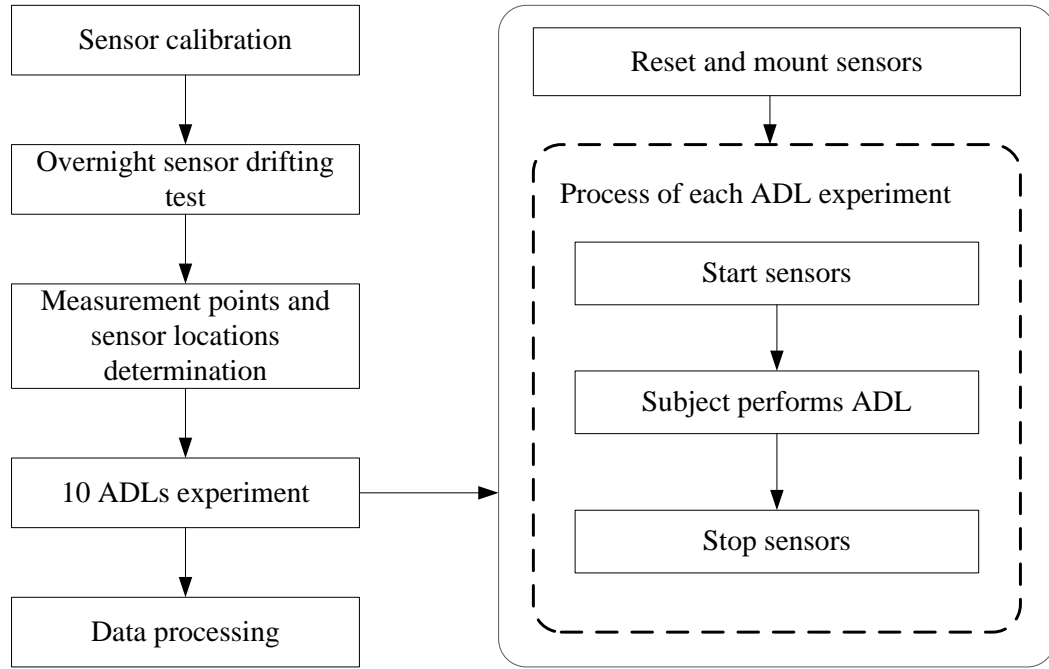 Sensor calibration
Overnight sensor drifting
test
Measurement points and
sensor locations
determination
10 ADLs experiment
Data processing
Reset and mount sensors
Process of each ADL experiment
Start sensors
Subject performs ADL
Stop sensors